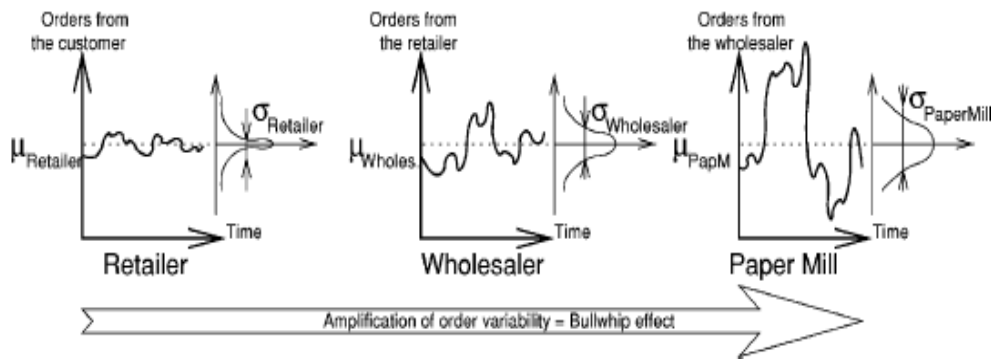 Orders from
the customer
μRetailer
σRetailer
Time
Retailer
Orders from
the retailer
μWholes.
σWholesaler
Time
Wholesaler
Orders from
the wholesaler
μPapM
σPaperMill
Time
Paper Mill
Amplification of order variability = Bullwhip effect